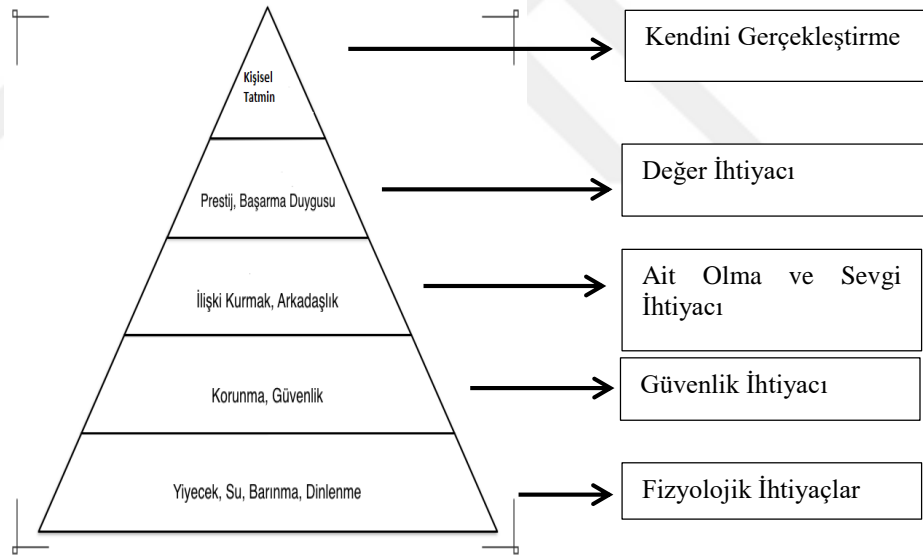 Kendini Gerçekleştirme
Kişisel
Tatmin
Değer İhtiyacı
Prestij, Başarma Duygusu
Ait Olma ve Sevgi
İhtiyacı
İlişki Kurmak, Arkadaşlık
Güvenlik İhtiyacı
Korunma, Güvenlik
Fizyolojik İhtiyaçlar
Yiyecek, Su, Barınma, Dinlenme